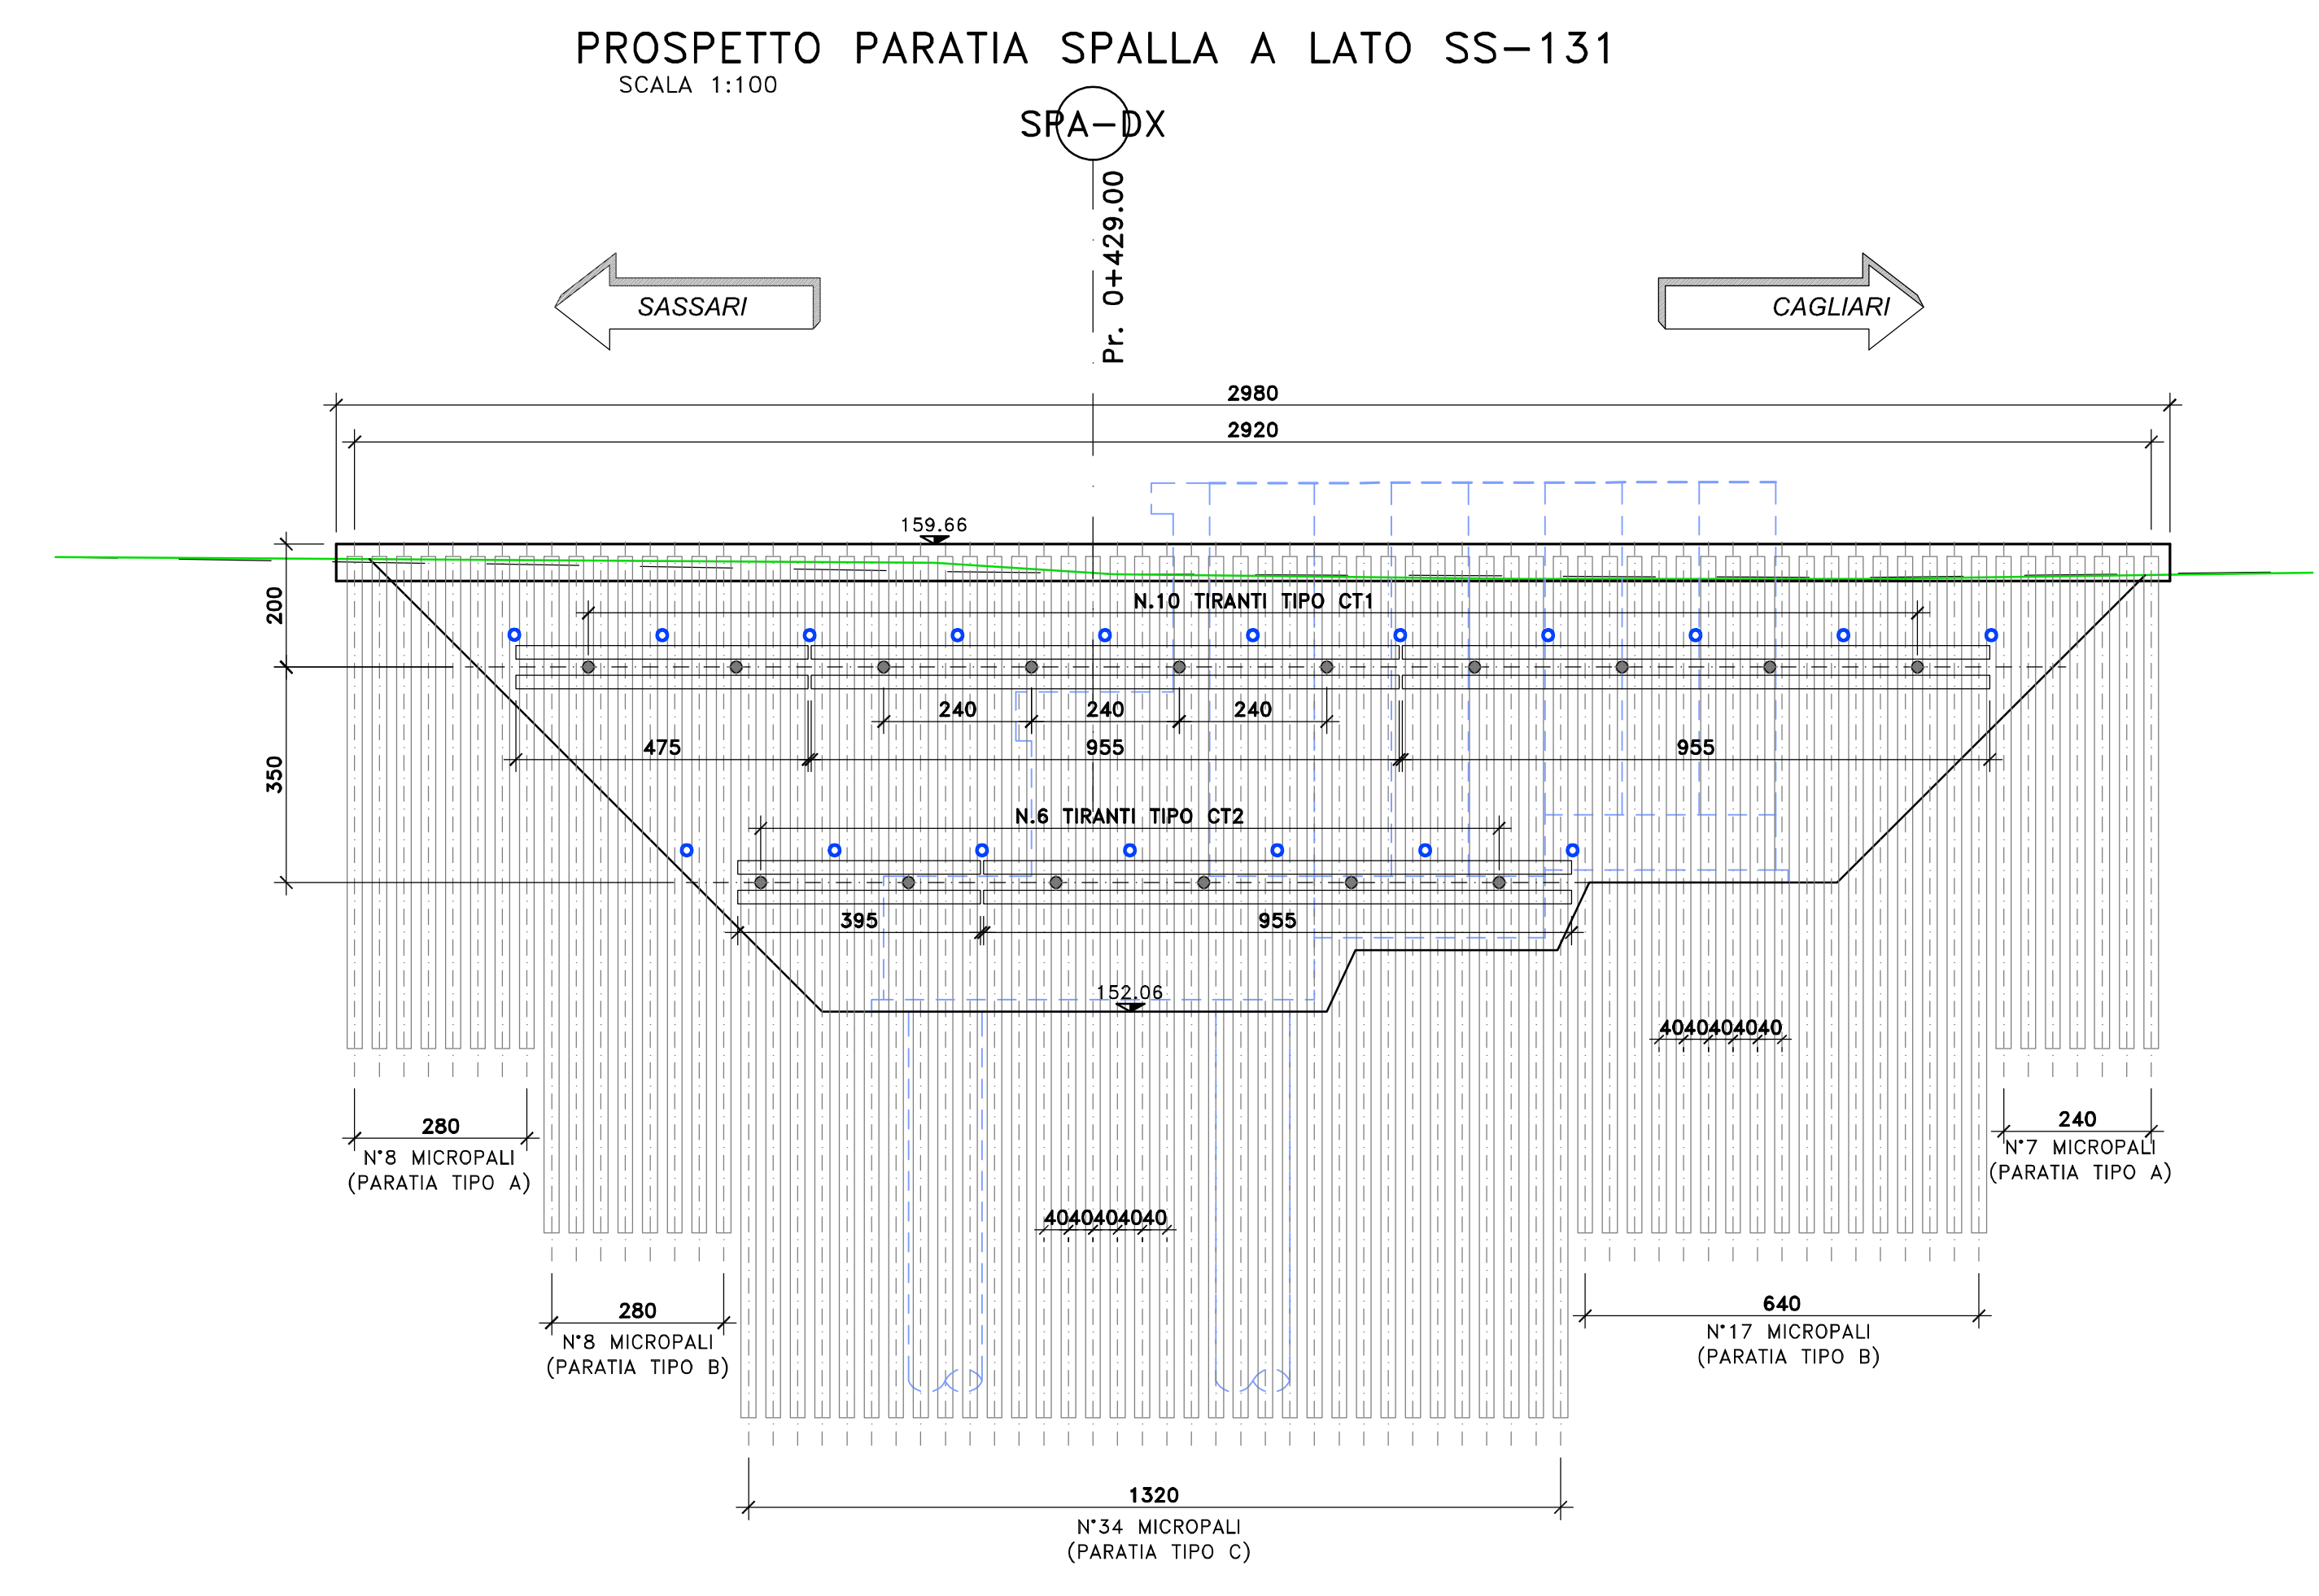 PROSPETTO PARATIA SPALLA A LATO SS-131
SCALA 1:100
SPA-DX
Pr. 0+429.00
SASSARI
CAGLIARI
2980
2920
159.66
200
N.10 TIRANTI TIPO CT1
240
240
240
475
955
955
350
N.6 TIRANTI TIPO CT2
395
955
152.06
4040404040
280
N°8 MICROPALI
(PARATIA TIPO A)
240
N°7 MICROPALI
(PARATIA TIPO A)
4040404040
280
N°8 MICROPALI
(PARATIA TIPO B)
640
N°17 MICROPALI
(PARATIA TIPO B)
1320
N°34 MICROPALI
(PARATIA TIPO C)